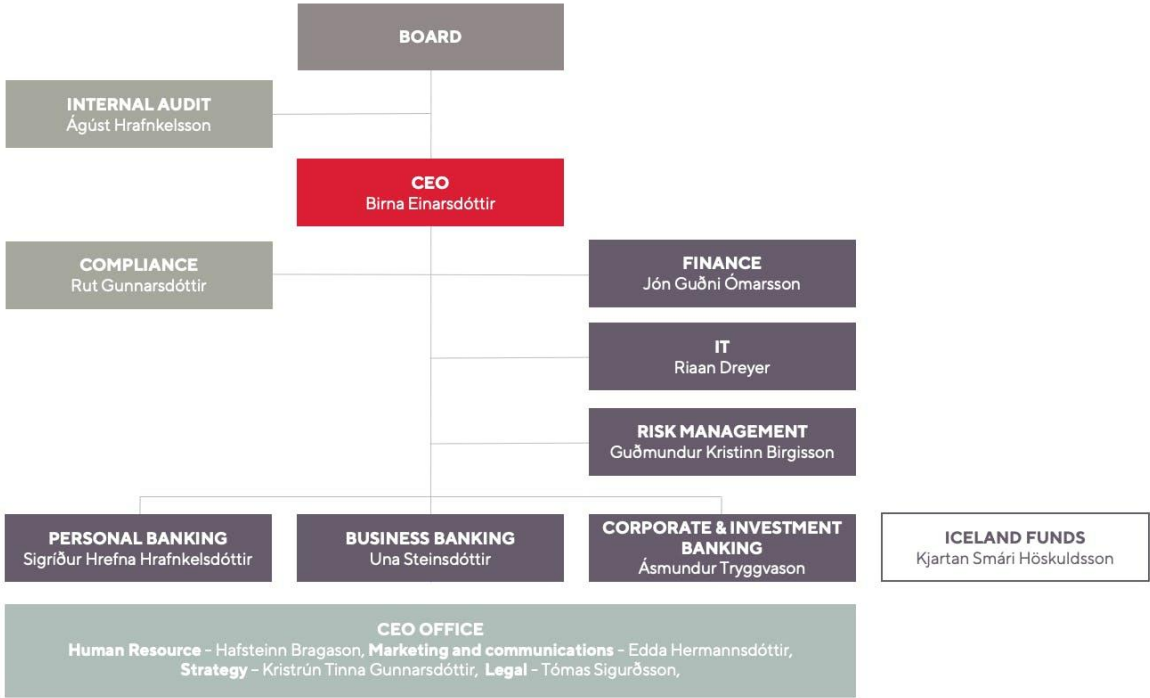 BOARD
INTERNAL AUDIT
Ágúst Hrafnkelsson
CEO
Birna Einarsdóttir
COMPLIANCE
Rut Gunnarsdóttir
FINANCE
Jón Guðni Ómarsson
IT
Riaan Dreyer
RISK MANAGEMENT
Guðmundur Kristinn Birgisson
PERSONAL BANKING
Sigríður Hrefna Hrafnkelsdóttir
BUSINESS BANKING
Una Steinsdóttir
CORPORATE & INVESTMENT
BANKING
Ásmundur Tryggvason
ICELAND FUNDS
Kjartan Smári Höskuldsson
CEO OFFICE
Human Resource - Hafsteinn Bragason, Marketing and communications - Edda Hermannsdóttir,
Strategy – Kristrún Tinna Gunnarsdóttir, Legal - Tómas Sigurðsson,